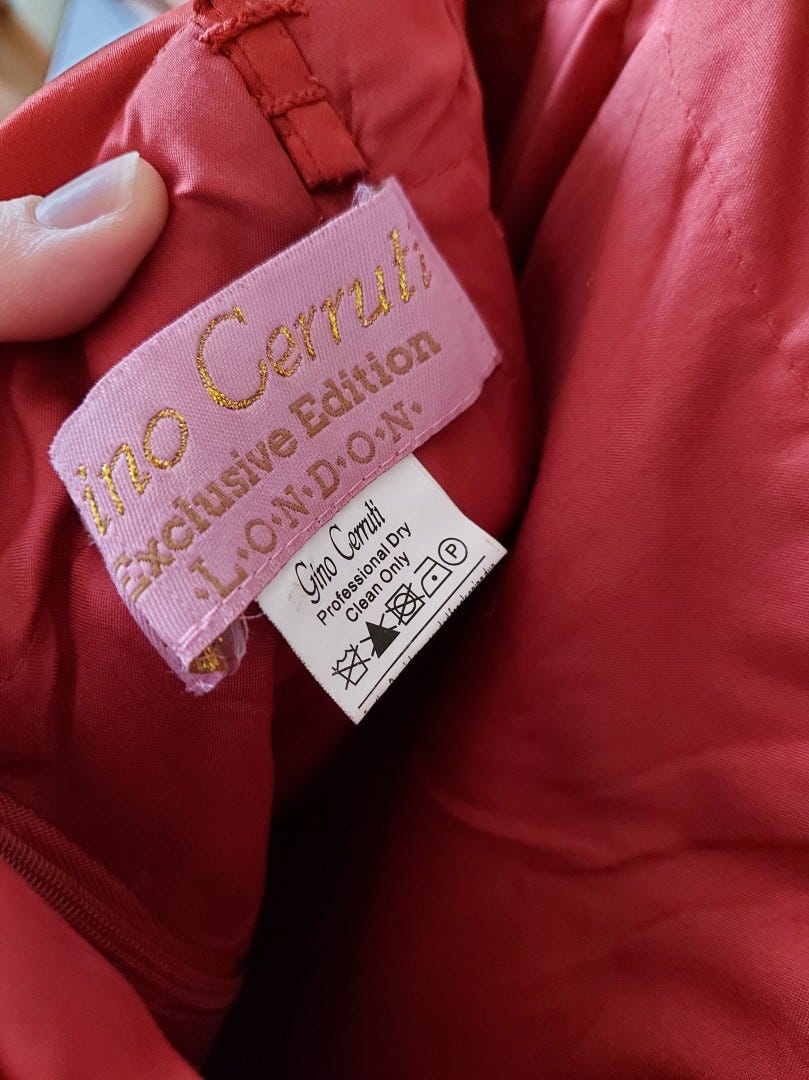 ino Cerruti
Exclusive Edition
·L·O·N·D·O·N·
Gino Cerruti
Professional Dry
Clean Only
P